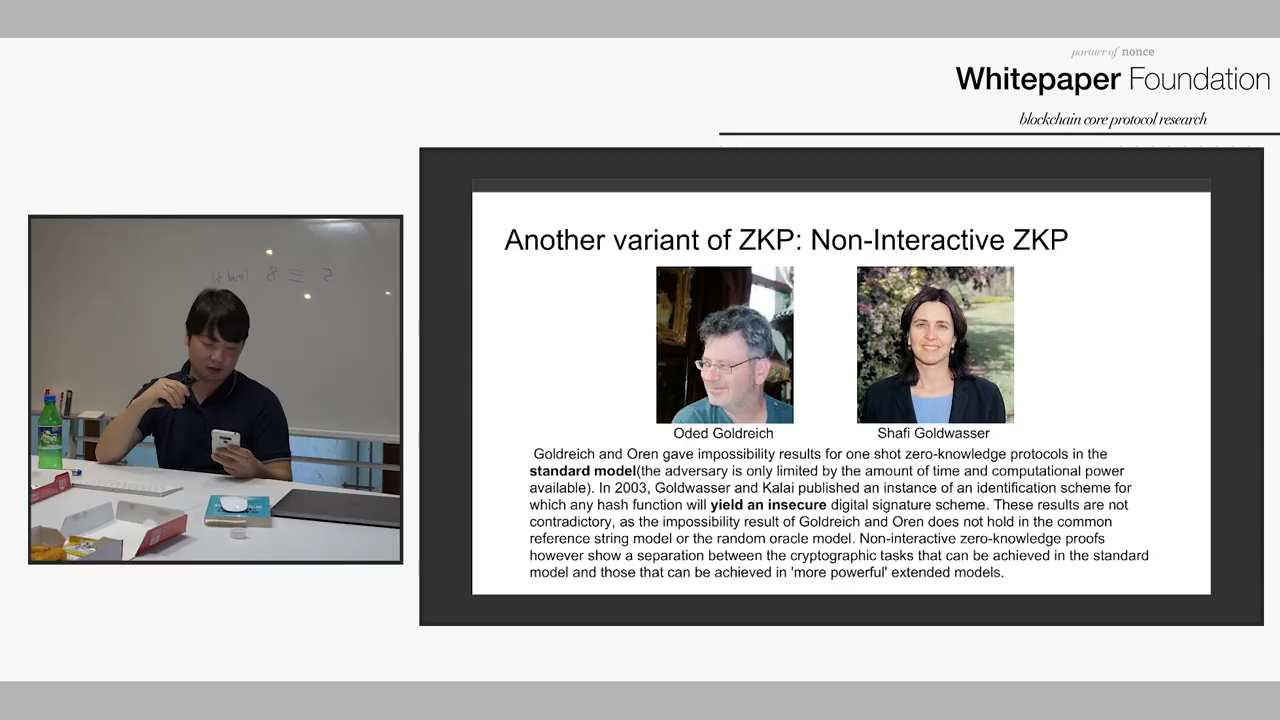 partner of nonce
Whitepaper Foundation
blockchain core protocol research
Another variant of ZKP: Non-Interactive ZKP
Oded Goldreich
Shafi Goldwasser
Goldreich and Oren gave impossibility results for one shot zero-knowledge protocols in the
standard model(the adversary is only limited by the amount of time and computational power
available). In 2003, Goldwasser and Kalai published an instance of an identification scheme for
which any hash function will yield an insecure digital signature scheme. These results are not
contradictory, as the impossibility result of Goldreich and Oren does not hold in the common
reference string model or the random oracle model. Non-interactive zero-knowledge proofs
however show a separation between the cryptographic tasks that can be achieved in the standard
model and those that can be achieved in 'more powerful' extended models.